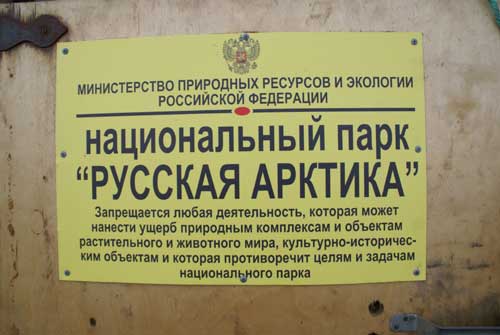 МИНИСТЕРСТВО ПРИРОДНЫХ РЕСУРСОВ И ЭКОЛОГИИ
РОССИЙСКОЙ ФЕДЕРАЦИИ
национальный парк
“РУССКАЯ АРКТИКА”
Запрещается любая деятельность, которая может
нанести ущерб природным комплексам и объектам
растительного и животного мира, культурно-историчес-
ким объектам и которая противоречит целям и задачам
национального парка